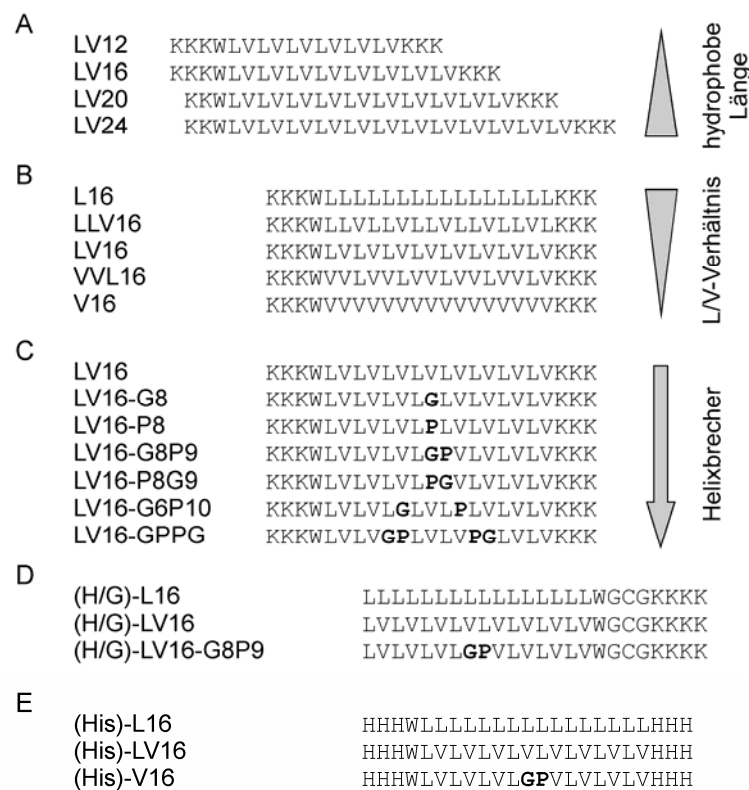 A
LV12 KKKWLVLVLVLVLVLVKKK
LV16 KKKWLVLVLVLVLVLVLVLVKKK
LV20 KKWLVLVLVLVLVLVLVLVLVLVKKK
LV24 KKWLVLVLVLVLVLVLVLVLVLVLVLVKKK
hydrophobe
Länge
B
L16 KKKWLLLLLLLLLLLLLLLLKKK
LLV16 KKKWLLVLLVLLVLLVLLVLKKK
LV16 KKKWLVLVLVLVLVLVLVLVKKK
VVL16 KKKWVVLVVLVVLVVLVVLVKKK
V16 KKKWVVVVVVVVVVVVVVVVKKK
L/V-Verhältnis
C
LV16 KKKWLVLVLVLVLVLVLVLVKKK
LV16-G8 KKKWLVLVLVLGLVLVLVLVKKK
LV16-P8 KKKWLVLVLVLPLVLVLVLVKKK
LV16-G8P9 KKKWLVLVLVLGPVLVLVLVKKK
LV16-P8G9 KKKWLVLVLVLPGVLVLVLVKKK
LV16-G6P10 KKKWLVLVLGLVLPLVLVLVKKK
LV16-GPPG KKKWLVLVGPLVLVPGLVLVKKK
Helixbrecher
D
(H/G)-L16 LLLLLLLLLLLLLLLLWGCGKKKK
(H/G)-LV16 LVLVLVLVLVLVLVLVWGCGKKKK
(H/G)-LV16-G8P9 LVLVLVLGPVLVLVLVWGCGKKKK
E
(His)-L16 HHHWLLLLLLLLLLLLLLLLHHH
(His)-LV16 HHHWLVLVLVLVLVLVLVLVHHH
(His)-V16 HHHWLVLVLVLGPVLVLVLVHHH